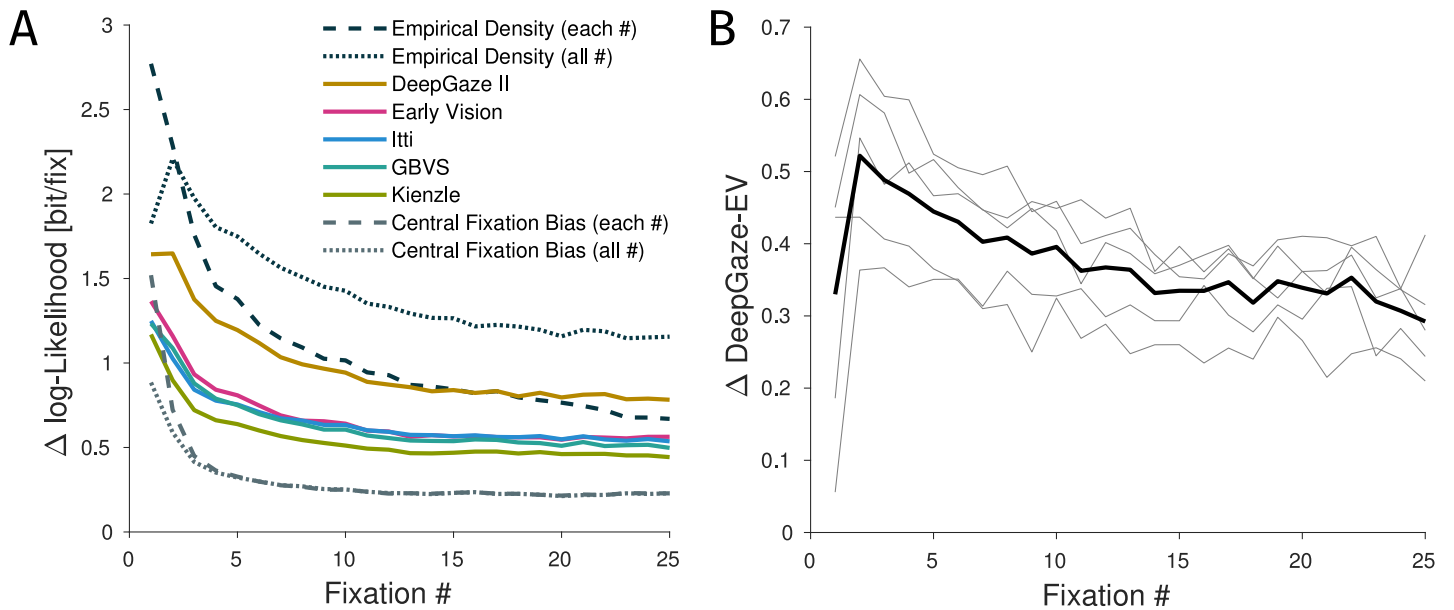 A
3
2.5
2
1.5
1
0.5
0
0
5
10
15
20
25
Δ log-Likelihood [bit/fix]
Fixation #
Empirical Density (each #)
Empirical Density (all #)
DeepGaze II
Early Vision
Itti
GBVS
Kienzle
Central Fixation Bias (each #)
Central Fixation Bias (all #)
B
0.7
0.6
0.5
0.4
0.3
0.2
0.1
0
0
5
10
15
20
25
Δ DeepGaze-EV
Fixation #